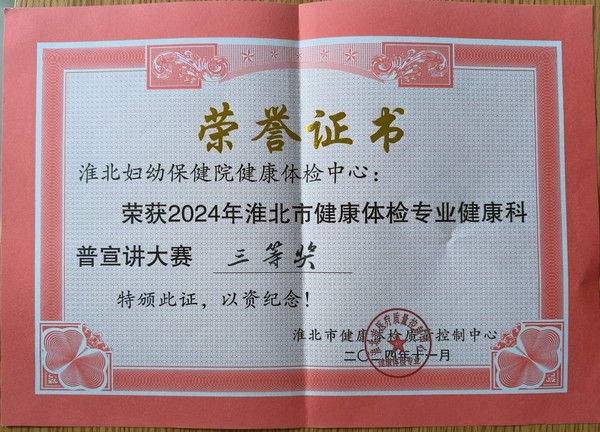 荣誉证书
淮北妇幼保健院健康体检中心：
荣获2024年淮北市健康体检专业健康科
普宣讲大赛 三等奖
特颁此证，以资纪念！
淮北市健康体检质量控制中心
二〇二四年十一月